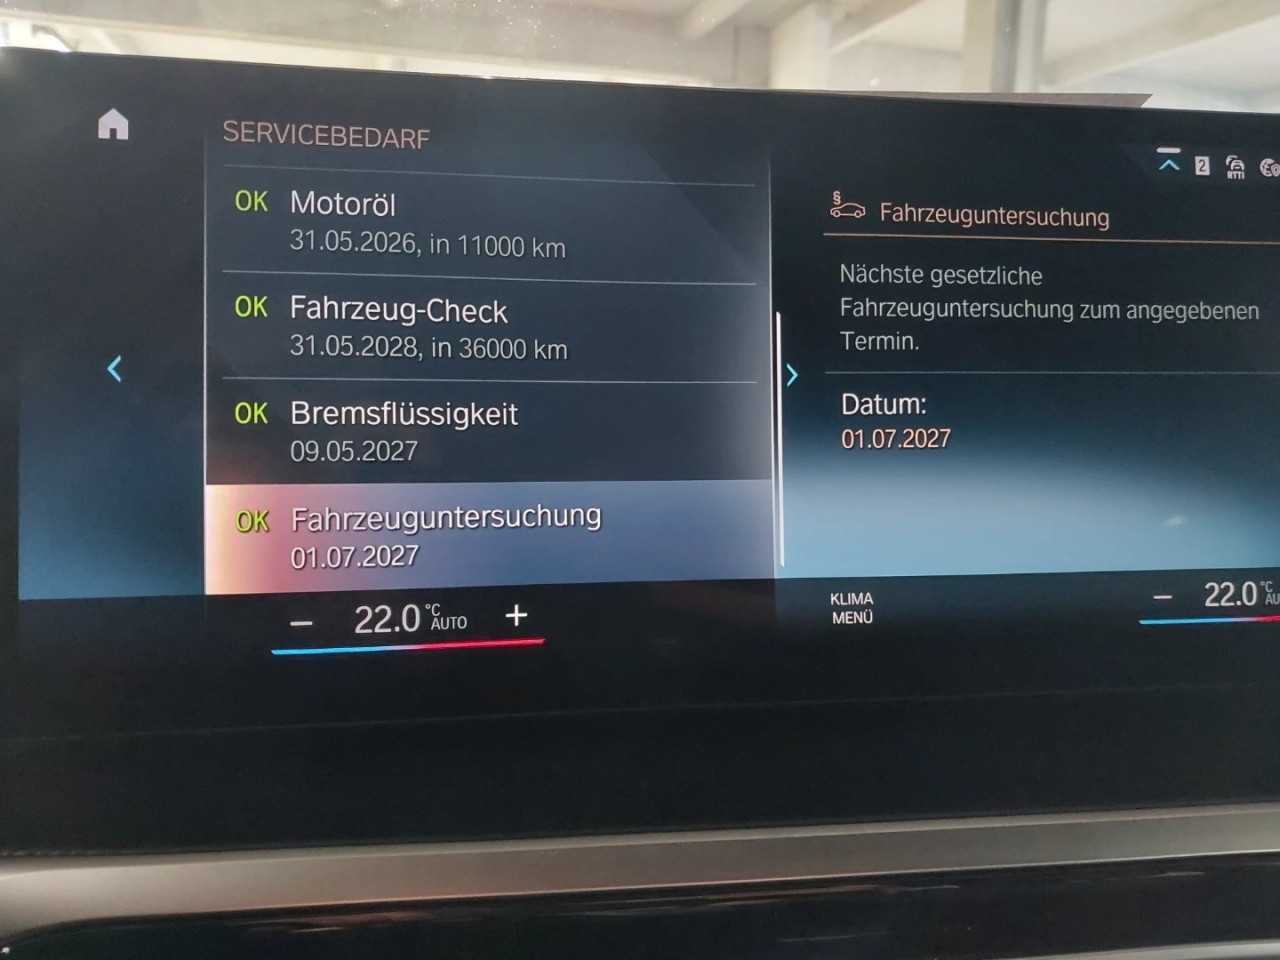 SERVICEBEDARF
OK Motoröl
31.05.2026, in 11000 km
OK Fahrzeug-Check
31.05.2028, in 36000 km
OK Bremsflüssigkeit
09.05.2027
OK Fahrzeuguntersuchung
01.07.2027
2
RTTI
§ Fahrzeuguntersuchung
Nächste gesetzliche
Fahrzeuguntersuchung zum angegebenen
Termin.
Datum:
01.07.2027
− 22.0 °C AUTO +
KLIMA
MENÜ
− 22.0 °C AU